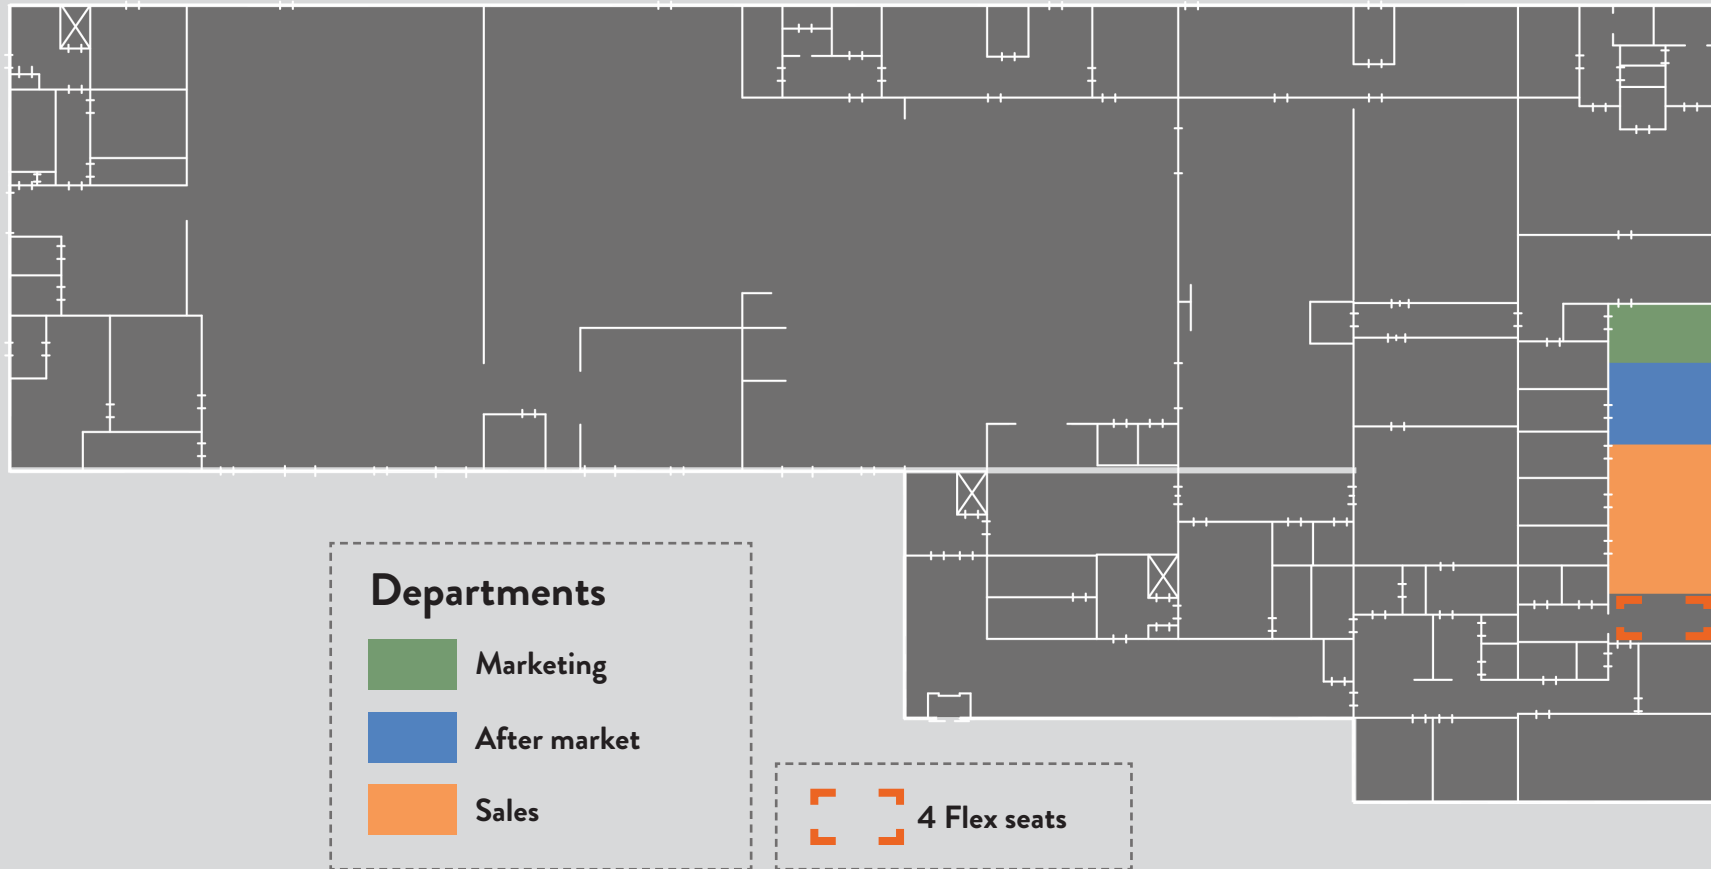 Departments
Marketing
After market
Sales
4 Flex seats